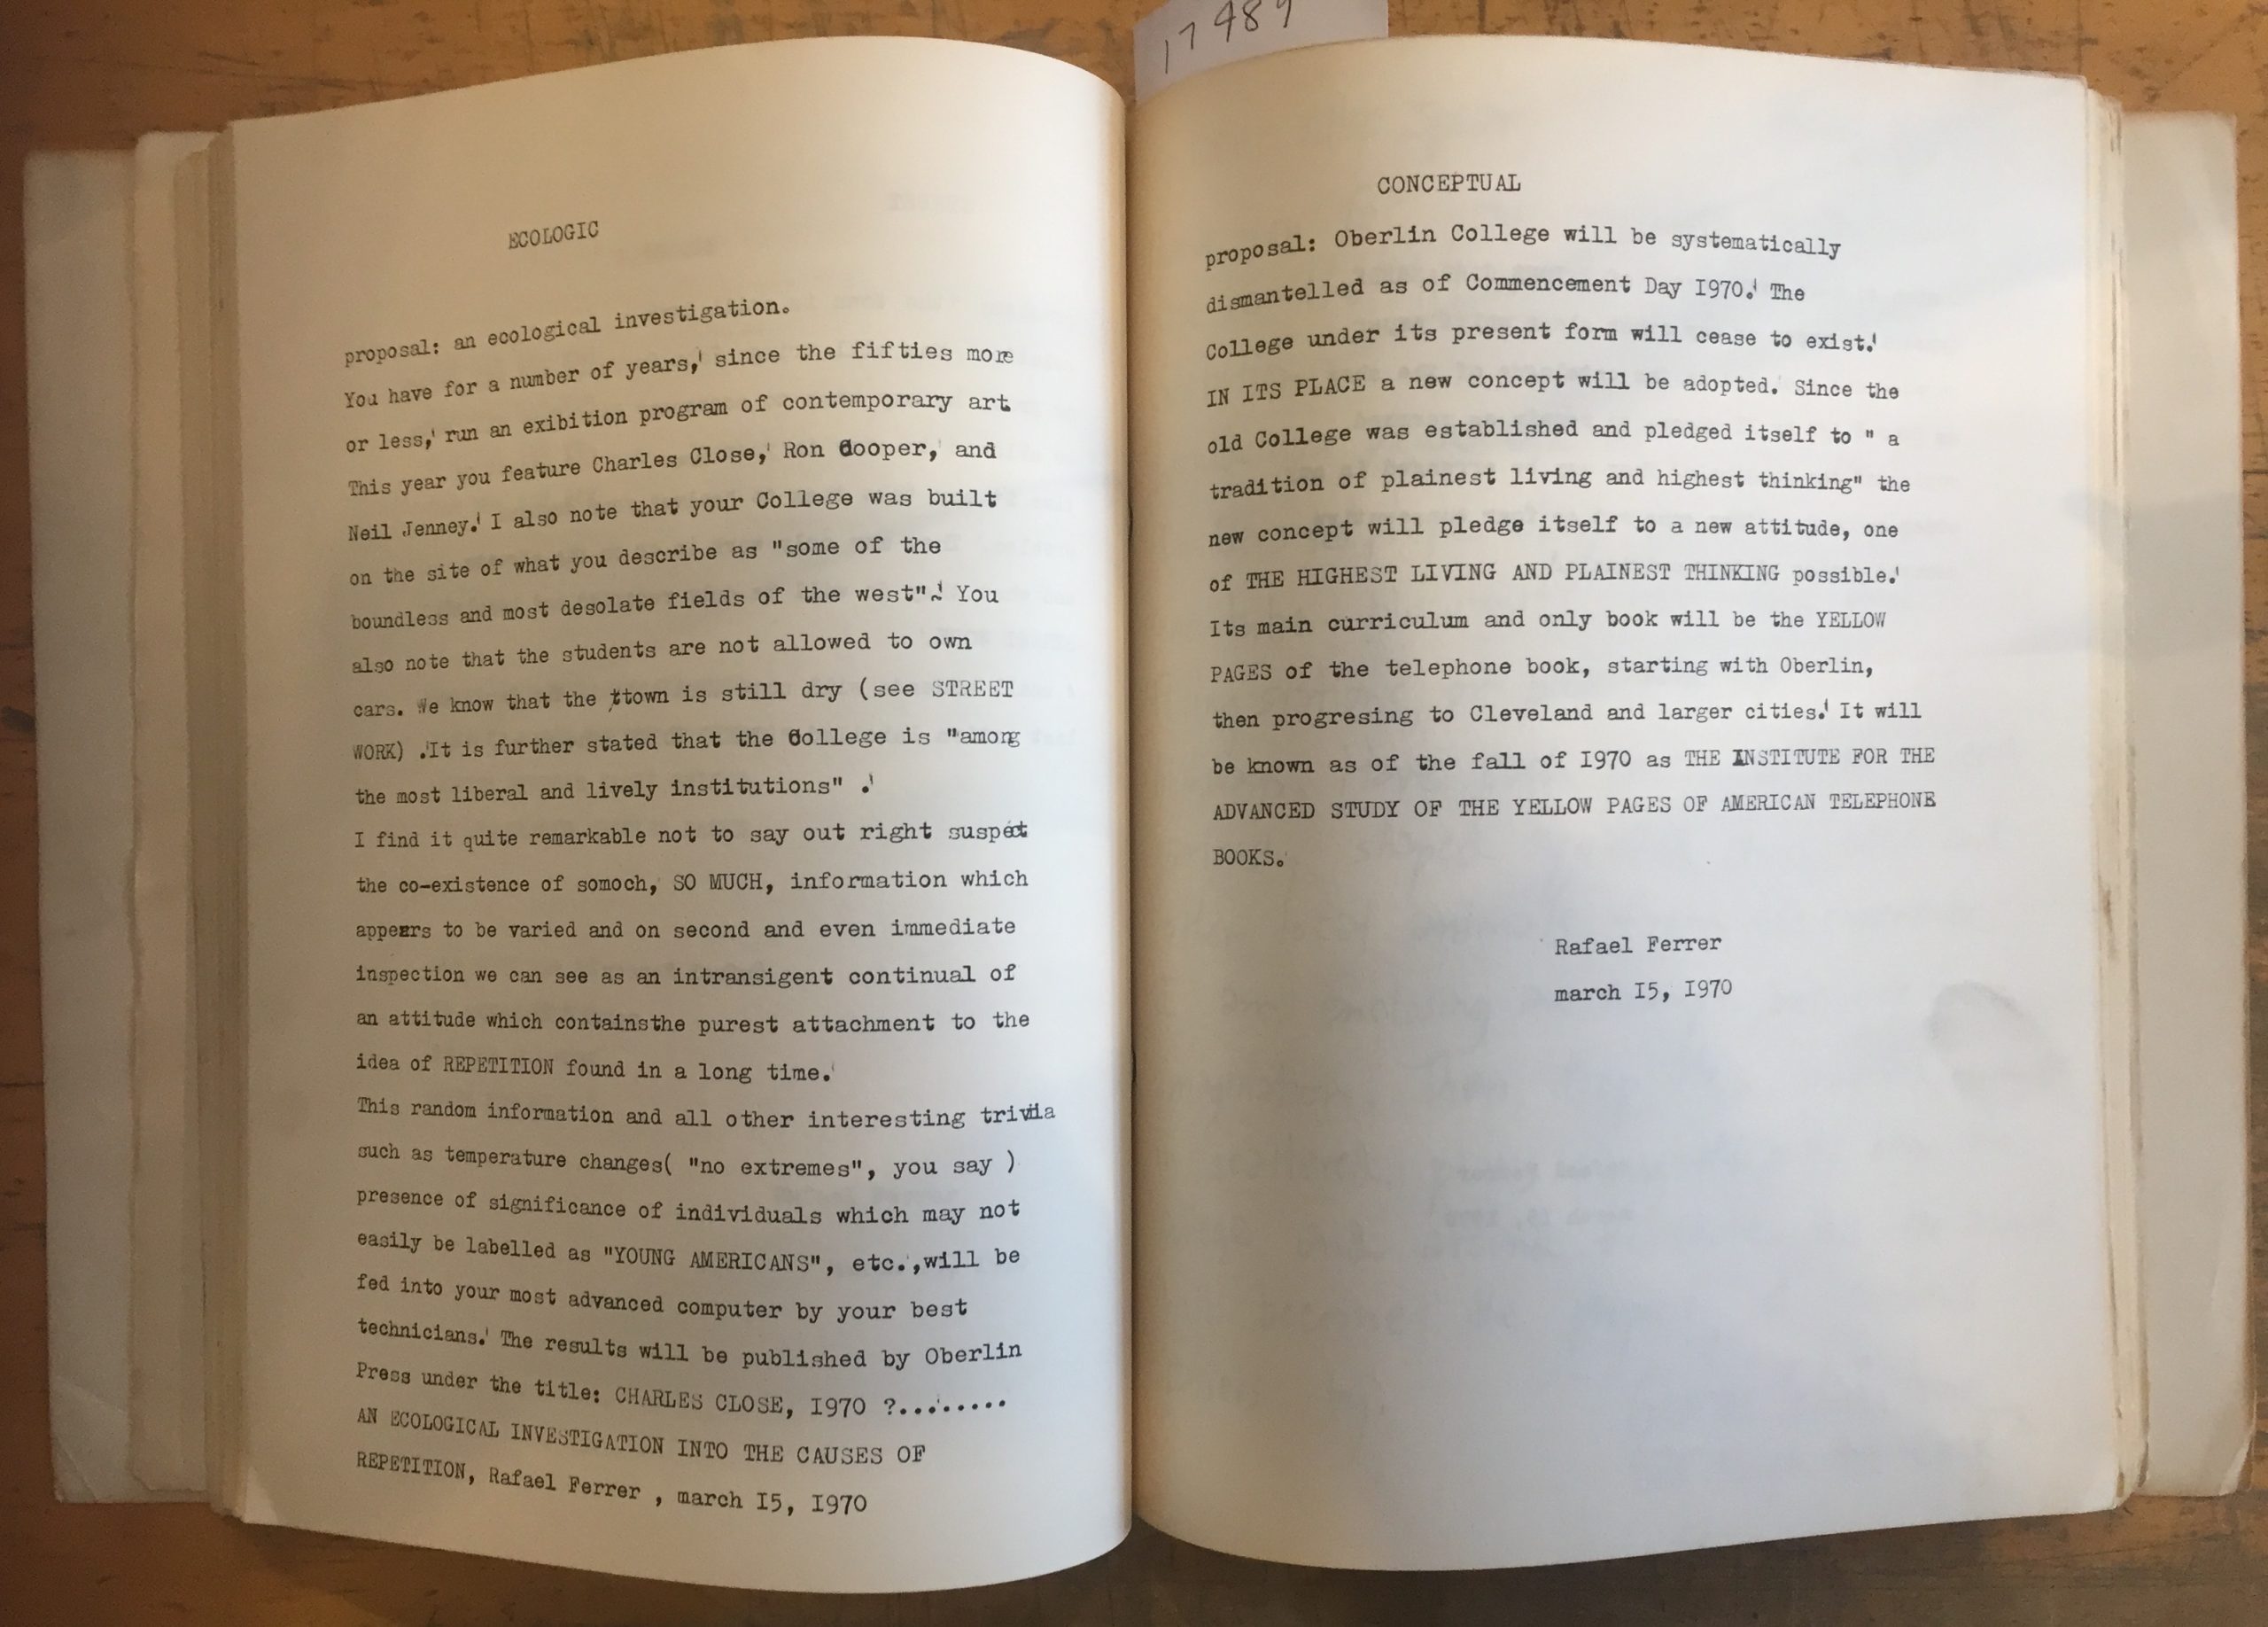 17989
ECOLOGIC
proposal: an ecological investigation.
You have for a number of years, since the fifties more
or less, run an exibition program of contemporary art
This year you feature Charles Close, Ron Cooper, and
Neil Jenney. I also note that your College was built
on the site of what you describe as "some of the
boundless and most desolate fields of the west". You
also note that the students are not allowed to own
cars. We know that the ttown is still dry (see STREET
WORK) .It is further stated that the College is "among
the most liberal and lively institutions" .
I find it quite remarkable not to say out right suspect
the co-existence of somoch, SO MUCH, information which
appears to be varied and on second and even immediate
inspection we can see as an intransigent continual of
an attitude which containsthe purest attachment to the
idea of REPETITION found in a long time.
This random information and all other interesting trivia
such as temperature changes( "no extremes", you say )
presence of significance of individuals which may not
easily be labelled as "YOUNG AMERICANS", etc.,will be
fed into your most advanced computer by your best
technicians. The results will be published by Oberlin
Press under the title: CHARLES CLOSE, I970 ?.........
AN ECOLOGICAL INVESTIGATION INTO THE CAUSES OF
REPETITION, Rafael Ferrer , march I5, I970
CONCEPTUAL
proposal: Oberlin College will be systematically
dismantelled as of Commencement Day I970. The
College under its present form will cease to exist.
IN ITS PLACE a new concept will be adopted. Since the
old College was established and pledged itself to " a
tradition of plainest living and highest thinking" the
new concept will pledge itself to a new attitude, one
of THE HIGHEST LIVING AND PLAINEST THINKING possible.
Its main curriculum and only book will be the YELLOW
PAGES of the telephone book, starting with Oberlin,
then progresing to Cleveland and larger cities. It will
be known as of the fall of I970 as THE INSTITUTE FOR THE
ADVANCED STUDY OF THE YELLOW PAGES OF AMERICAN TELEPHONE
BOOKS.
Rafael Ferrer
march I5, I970